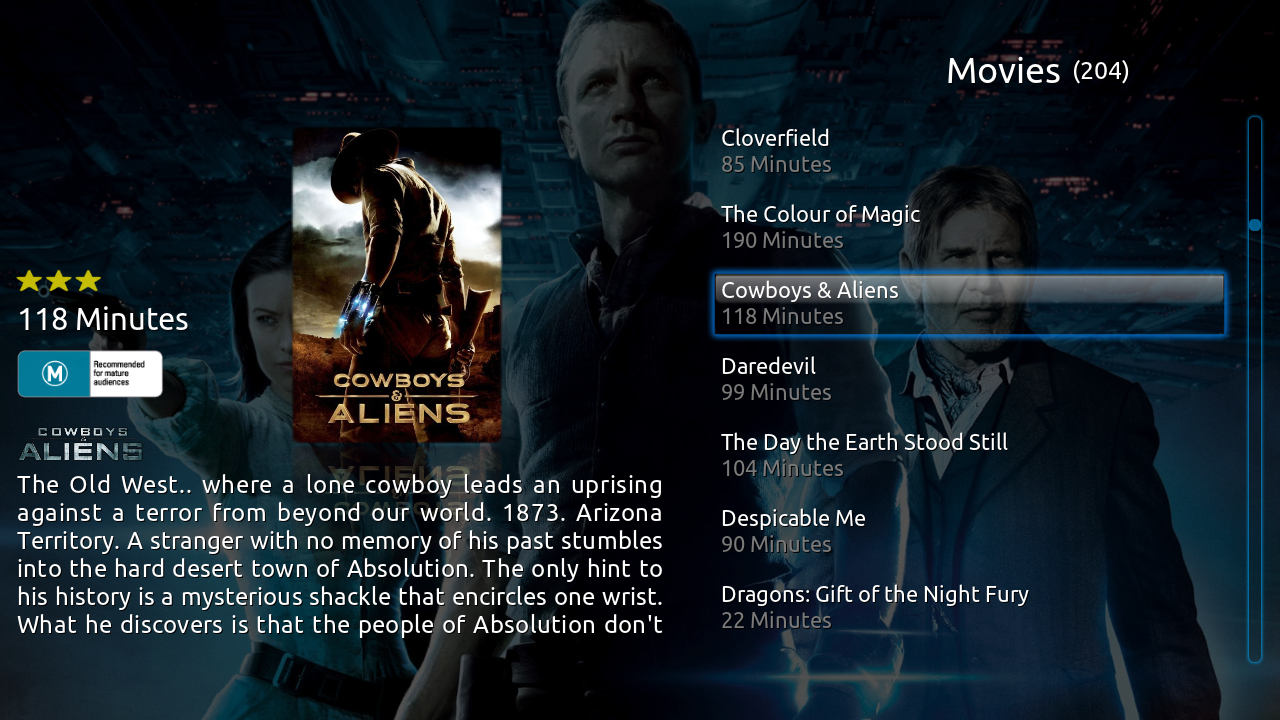 Movies (204)
Cloverfield
85 Minutes
The Colour of Magic
190 Minutes
Cowboys & Aliens
118 Minutes
Daredevil
99 Minutes
The Day the Earth Stood Still
104 Minutes
Despicable Me
90 Minutes
Dragons: Gift of the Night Fury
22 Minutes
COWBOYS
&
ALIENS
118 Minutes
M
Recommended
for mature
audiences
COWBOYS
&
ALIENS
The Old West.. where a lone cowboy leads an uprising
against a terror from beyond our world. 1873. Arizona
Territory. A stranger with no memory of his past stumbles
into the hard desert town of Absolution. The only hint to
his history is a mysterious shackle that encircles one wrist.
What he discovers is that the people of Absolution don't